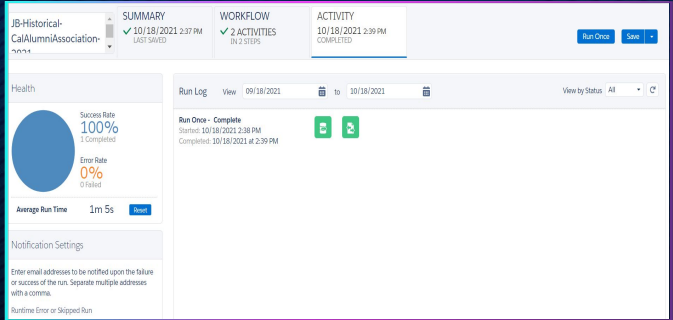 JB-Historical-
CalAlumniAssociation-
2021
SUMMARY
10/18/2021 2:37 PM
LAST SAVED
WORKFLOW
2 ACTIVITIES
IN 2 STEPS
ACTIVITY
10/18/2021 2:39 PM
COMPLETED
Run Once
Save
Health
Success Rate
100%
1 Completed
Error Rate
0%
0 Failed
Average Run Time 1m 5s Reset
Notification Settings
Enter email addresses to be notified upon the failure
or success of the run. Separate multiple addresses
with a comma.
Runtime Error or Skipped Run
Run Log View 09/18/2021 to 10/18/2021
View by Status All
Run Once - Complete
Started: 10/18/2021 2:38 PM
Completed: 10/18/2021 at 2:39 PM